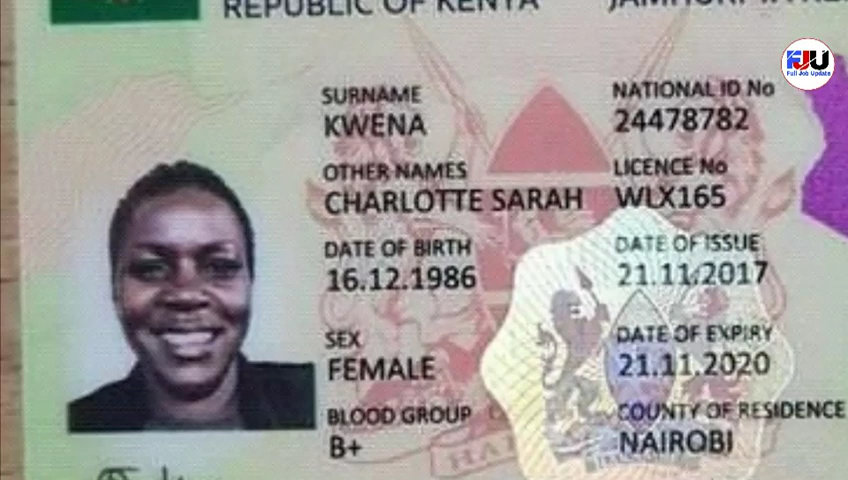 REPUBLIC OF KENYA
FJU
Full Job Update
SURNAME
KWENA
OTHER NAMES
CHARLOTTE SARAH
DATE OF BIRTH
16.12.1986
SEX
FEMALE
BLOOD GROUP
B+
NATIONAL ID No
24478782
LICENCE No
WLX165
DATE OF ISSUE
21.11.2017
DATE OF EXPIRY
21.11.2020
COUNTY OF RESIDENCE
NAIROBI